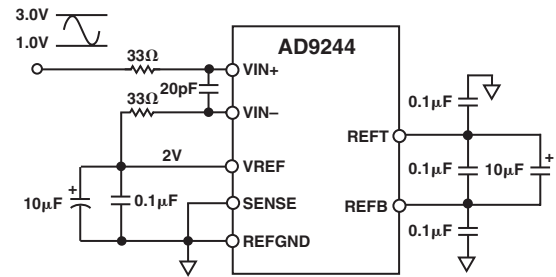 3.0V
1.0V
AD9244
33Ω
VIN+
20pF
33Ω
VIN–
0.1μF
REFT
2V
VREF
0.1μF
10μF
+
+
10μF
0.1μF
SENSE
REFB
0.1μF
REFGND